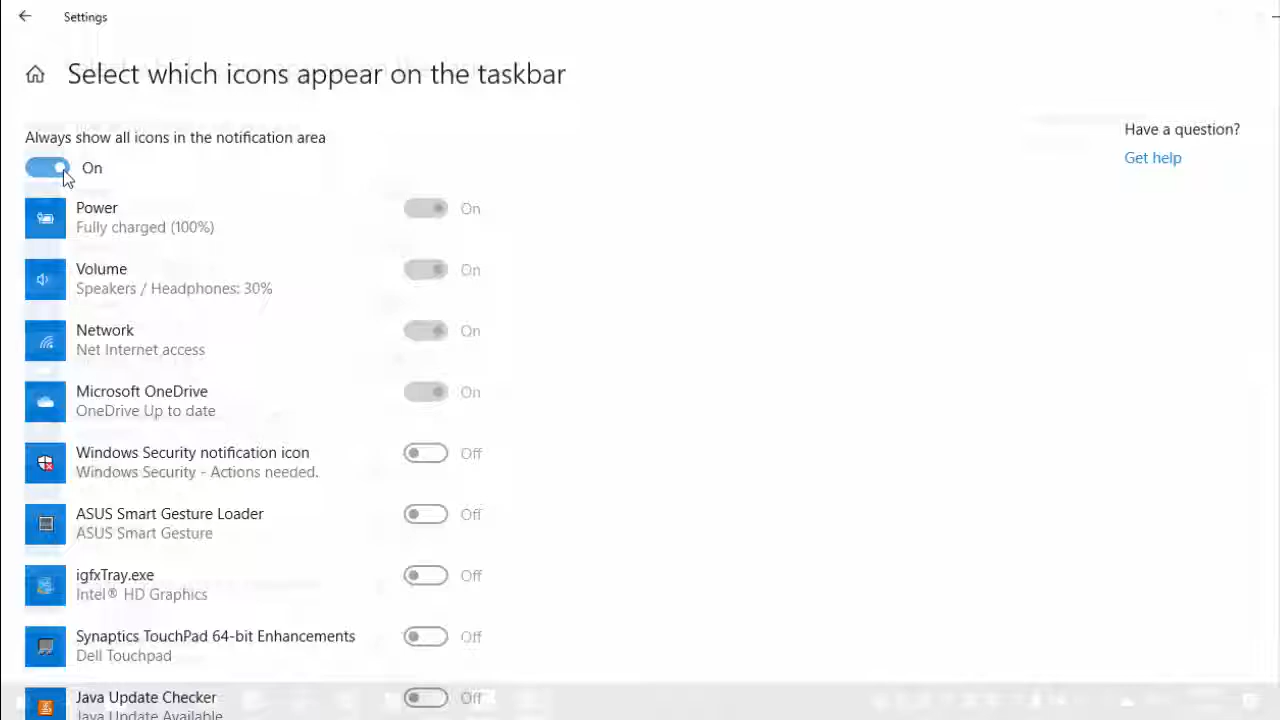 Settings
Select which icons appear on the taskbar
Always show all icons in the notification area
On
Have a question?
Get help
Power
On
Fully charged (100%)
Volume
On
Speakers / Headphones: 30%
Network
On
Net Internet access
Microsoft OneDrive
On
OneDrive Up to date
Windows Security notification icon
Off
Windows Security - Actions needed.
ASUS Smart Gesture Loader
Off
ASUS Smart Gesture
igfxTray.exe
Off
Intel® HD Graphics
Synaptics TouchPad 64-bit Enhancements
Off
Dell Touchpad
Java Update Checker
Off
Java Update Available